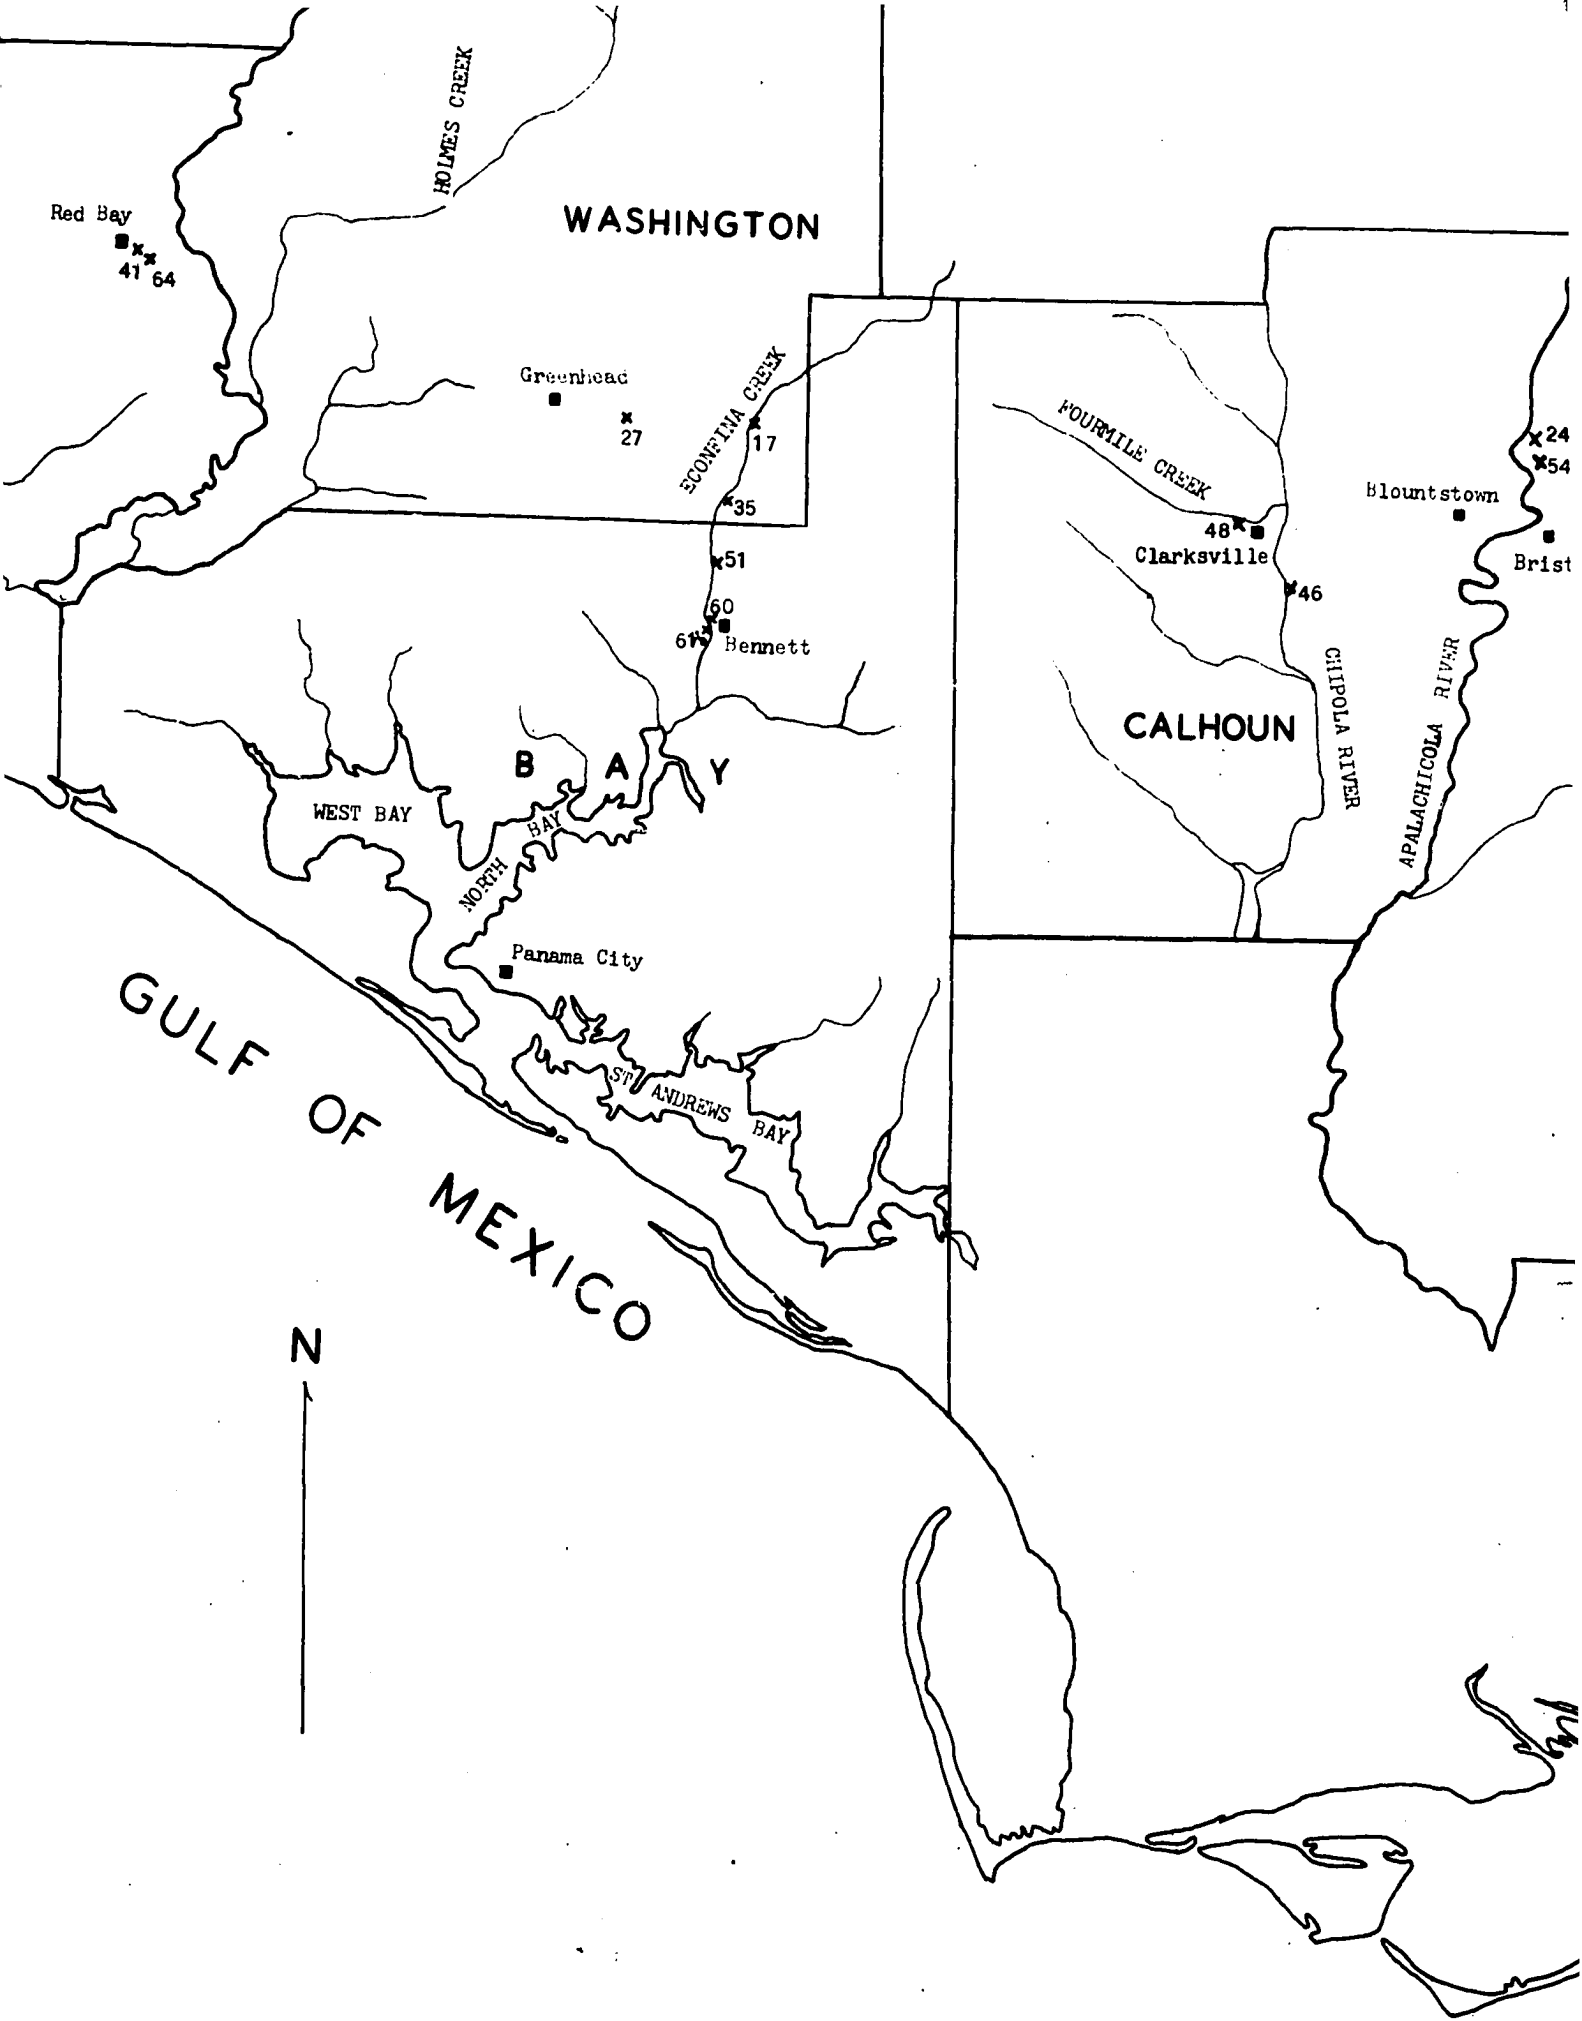 1
HOLMES CREEK
Red Bay
41 64
WASHINGTON
Greenhead
27
ECONFINA CREEK
17
35
51
60
61
Bennett
FOURMILE CREEK
48
Clarksville
46
24
54
Blountstown
Brist
CHIPOLA RIVER
APALACHICOLA RIVER
CALHOUN
B A Y
WEST BAY
NORTH BAY
Panama City
ST ANDREWS BAY
GULF OF MEXICO
N